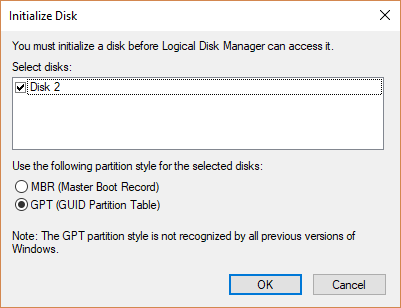 Initialize Disk
You must initialize a disk before Logical Disk Manager can access it.
Select disks:
Disk 2
Use the following partition style for the selected disks:
MBR (Master Boot Record)
GPT (GUID Partition Table)
Note: The GPT partition style is not recognized by all previous versions of
Windows.
OK
Cancel